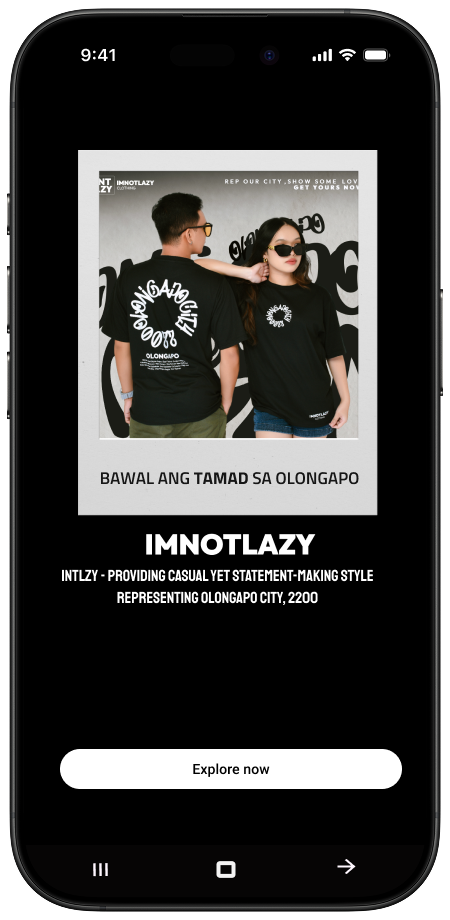 9:41
NT
ZY
IMNOTLAZY
CLOTHING
REP OUR CITY,SHOW SOME LOV
GET YOURS NOW
OLONGAPO CITY 2200
OLONGAPO
IMNOTLAZY
BAWAL ANG TAMAD SA OLONGAPO
IMNOTLAZY
INTLZY - PROVIDING CASUAL YET STATEMENT-MAKING STYLE
REPRESENTING OLONGAPO CITY, 2200
Explore now